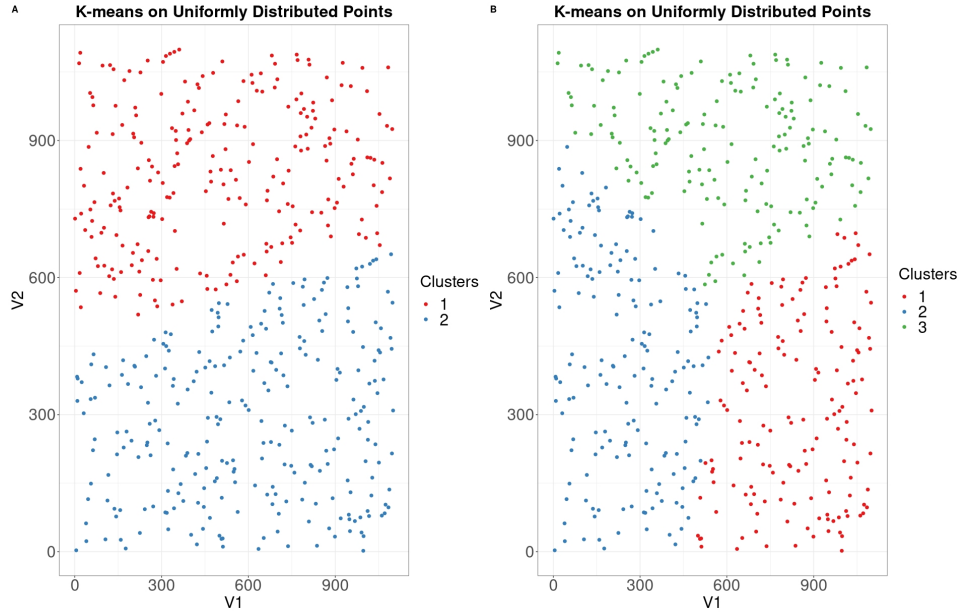 A
K-means on Uniformly Distributed Points
V2
900
600
300
0
0 300 600 900
V1
Clusters
1
2
B
K-means on Uniformly Distributed Points
V2
900
600
300
0
0 300 600 900
V1
Clusters
1
2
3